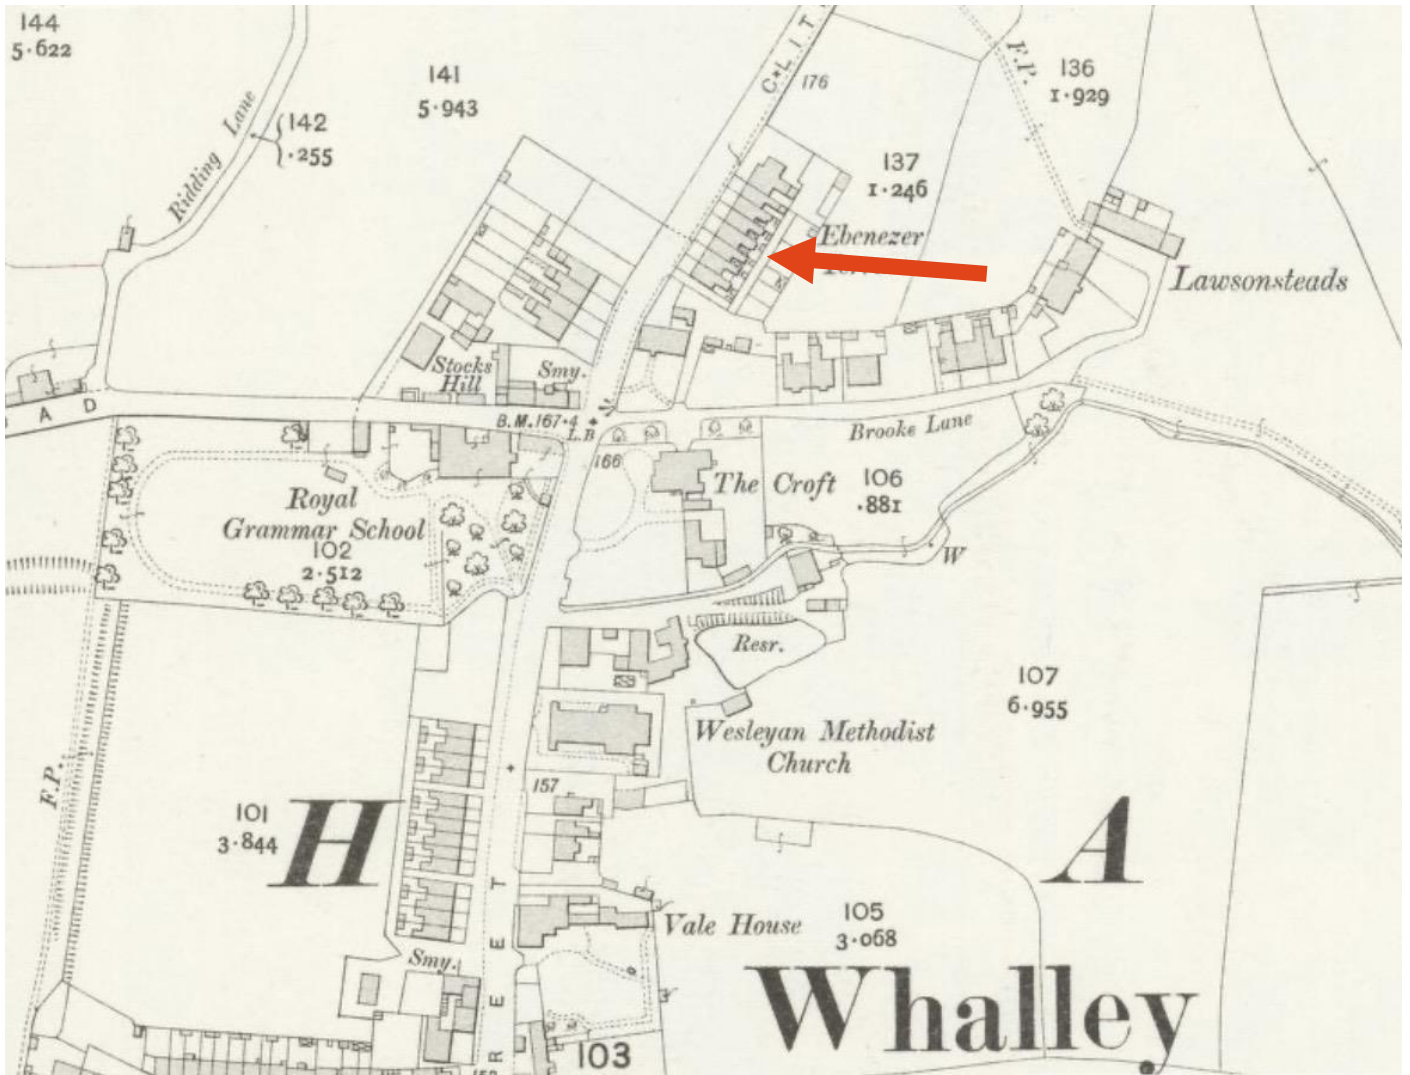 144
5·622
141
5·943
142
·255
Ridding Lane
C L I T
176
F.P.
136
1·929
137
1·246
Ebenezer
Lawsonsteads
Stocks
Hill
Smy.
A D
B.M.167·4
L.B
166
Brooke Lane
Royal
Grammar School
102
2·512
The Croft
106
·881
W
Resr.
107
6·955
Wesleyan Methodist
Church
157
F.P.
101
3·844
H
A
Vale House
105
3·068
Smy.
R E E T
Whalley
103